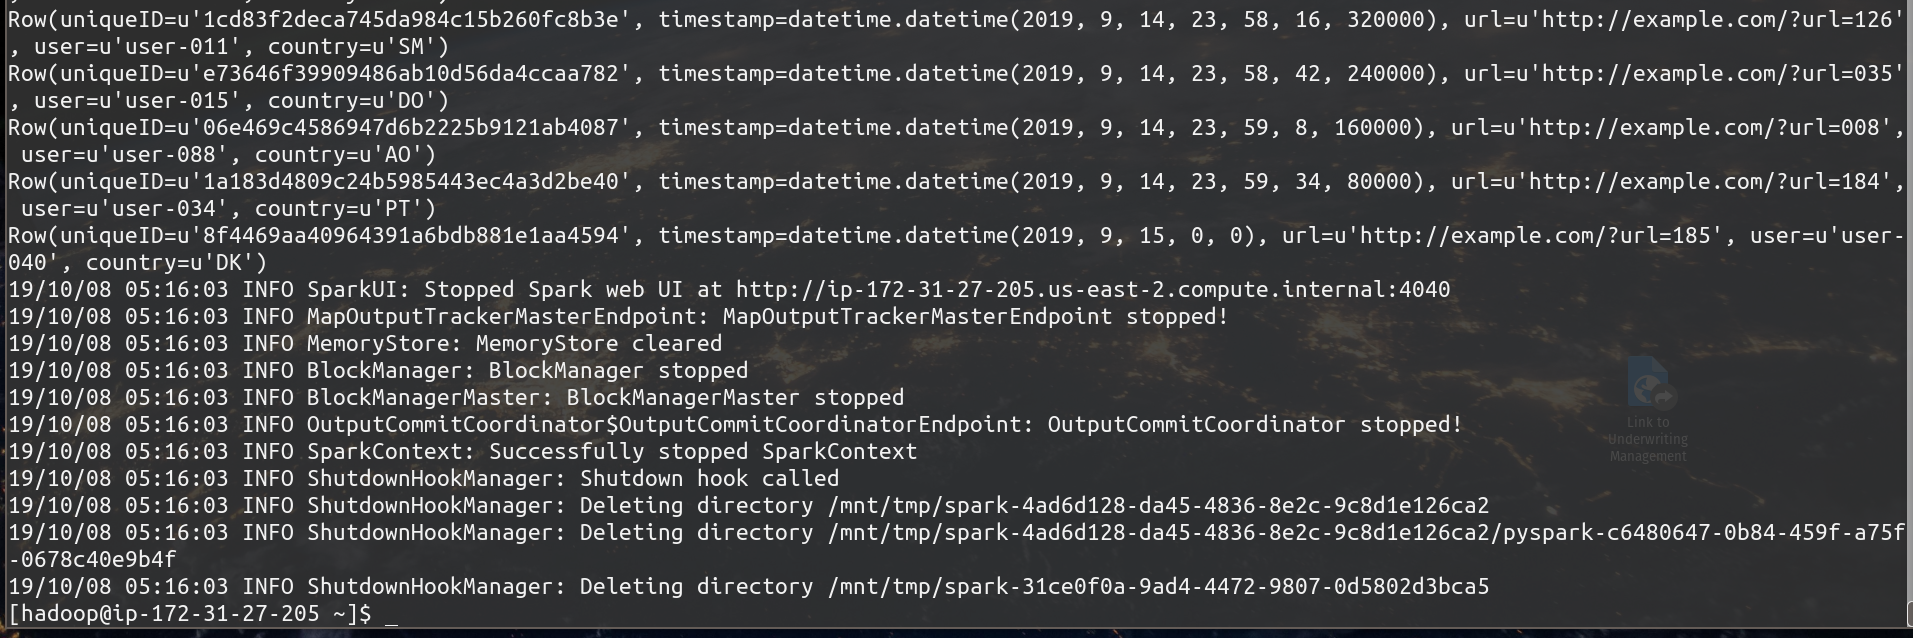 Row(uniqueID=u'1cd83f2deca745da984c15b260fc8b3e', timestamp=datetime.datetime(2019, 9, 14, 23, 58, 16, 320000), url=u'http://example.com/?url=126'
, user=u'user-011', country=u'SM')
Row(uniqueID=u'e73646f39909486ab10d56da4ccaa782', timestamp=datetime.datetime(2019, 9, 14, 23, 58, 42, 240000), url=u'http://example.com/?url=035'
, user=u'user-015', country=u'DO')
Row(uniqueID=u'06e469c4586947d6b2225b9121ab4087', timestamp=datetime.datetime(2019, 9, 14, 23, 59, 8, 160000), url=u'http://example.com/?url=008',
 user=u'user-088', country=u'AO')
Row(uniqueID=u'1a183d4809c24b5985443ec4a3d2be40', timestamp=datetime.datetime(2019, 9, 14, 23, 59, 34, 80000), url=u'http://example.com/?url=184',
 user=u'user-034', country=u'PT')
Row(uniqueID=u'8f4469aa40964391a6bdb881e1aa4594', timestamp=datetime.datetime(2019, 9, 15, 0, 0), url=u'http://example.com/?url=185', user=u'user-
040', country=u'DK')
19/10/08 05:16:03 INFO SparkUI: Stopped Spark web UI at http://ip-172-31-27-205.us-east-2.compute.internal:4040
19/10/08 05:16:03 INFO MapOutputTrackerMasterEndpoint: MapOutputTrackerMasterEndpoint stopped!
19/10/08 05:16:03 INFO MemoryStore: MemoryStore cleared
19/10/08 05:16:03 INFO BlockManager: BlockManager stopped
19/10/08 05:16:03 INFO BlockManagerMaster: BlockManagerMaster stopped
19/10/08 05:16:03 INFO OutputCommitCoordinator$OutputCommitCoordinatorEndpoint: OutputCommitCoordinator stopped!
19/10/08 05:16:03 INFO SparkContext: Successfully stopped SparkContext
19/10/08 05:16:03 INFO ShutdownHookManager: Shutdown hook called
19/10/08 05:16:03 INFO ShutdownHookManager: Deleting directory /mnt/tmp/spark-4ad6d128-da45-4836-8e2c-9c8d1e126ca2
19/10/08 05:16:03 INFO ShutdownHookManager: Deleting directory /mnt/tmp/spark-4ad6d128-da45-4836-8e2c-9c8d1e126ca2/pyspark-c6480647-0b84-459f-a75f
-0678c40e9b4f
19/10/08 05:16:03 INFO ShutdownHookManager: Deleting directory /mnt/tmp/spark-31ce0f0a-9ad4-4472-9807-0d5802d3bca5
[hadoop@ip-172-31-27-205 ~]$ _
Link to
Underwriting
Management